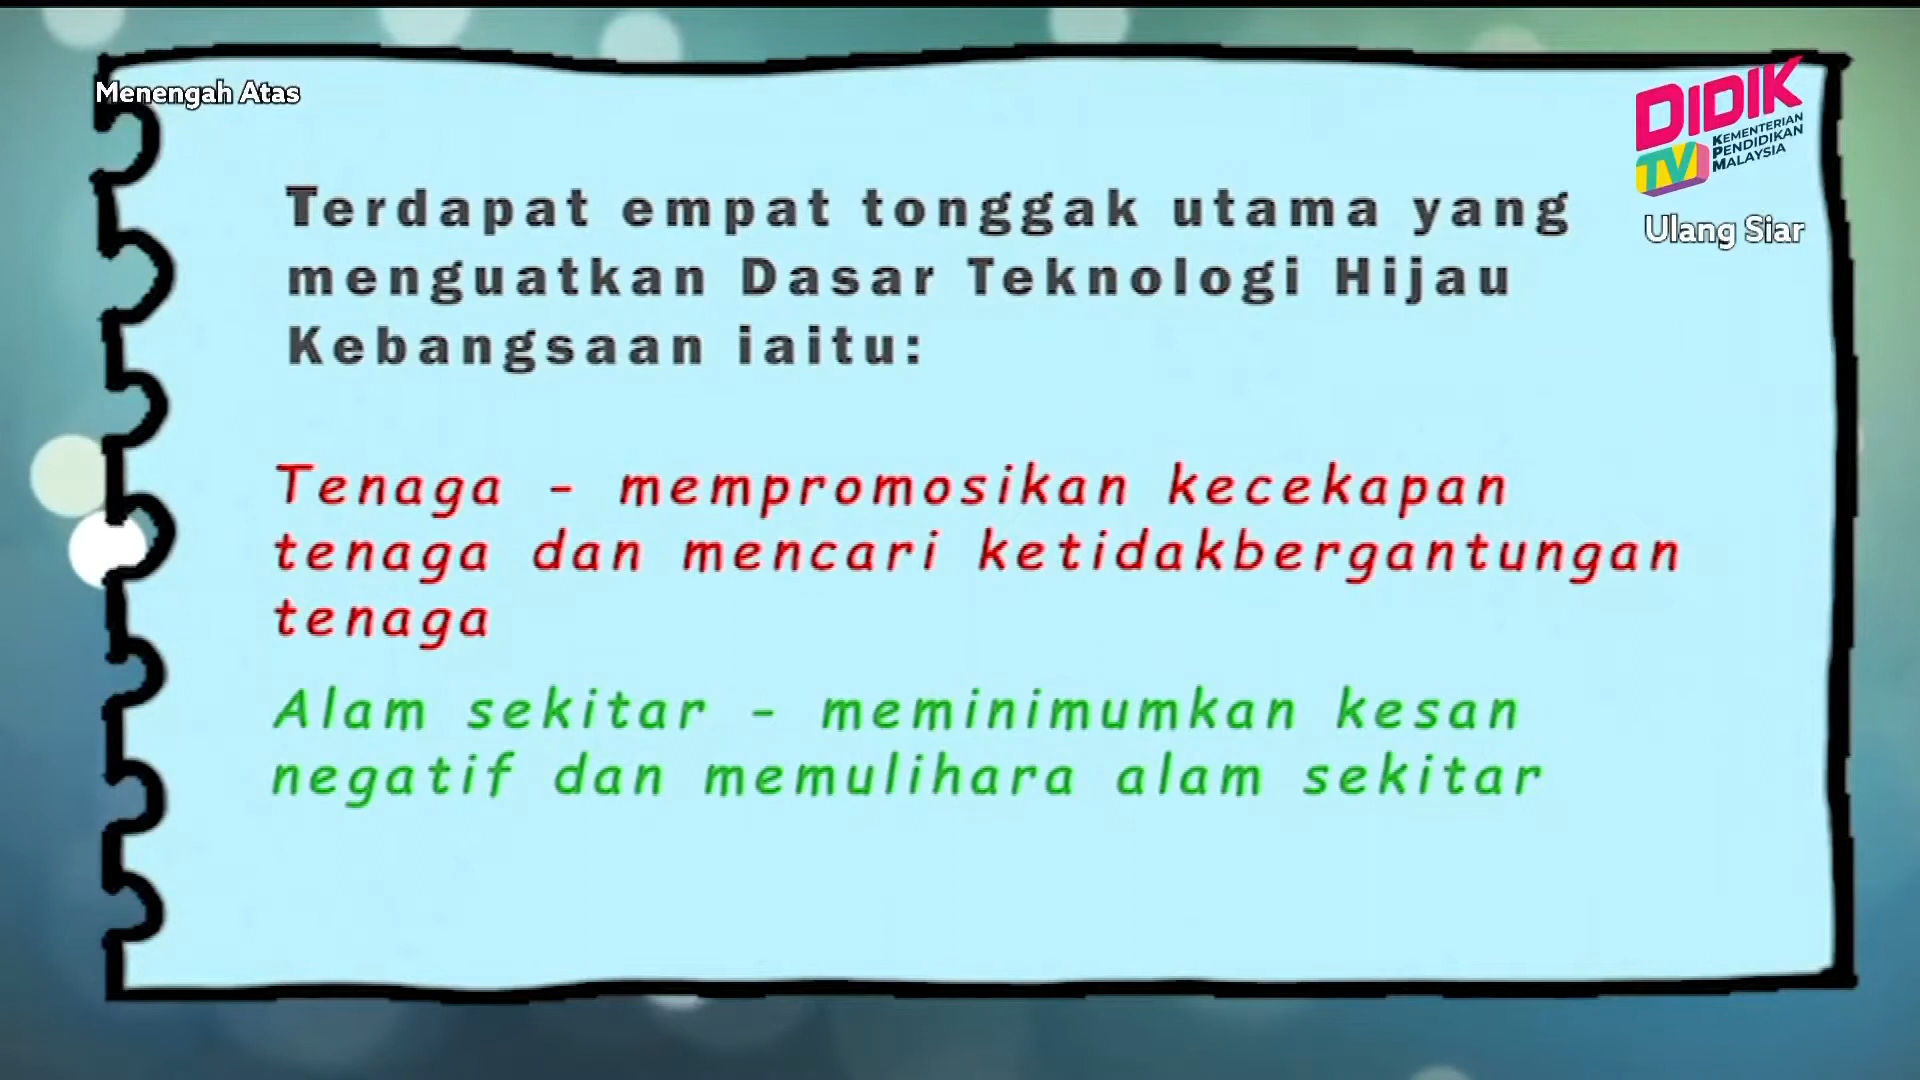 Menengah Atas
DIDIK
TV
KEMENTERIAN
PENDIDIKAN
MALAYSIA
Ulang Siar
Terdapat empat tonggak utama yang
menguatkan Dasar Teknologi Hijau
Kebangsaan iaitu:
Tenaga - mempromosikan kecekapan
tenaga dan mencari ketidakbergantungan
tenaga
Alam sekitar - meminimumkan kesan
negatif dan memulihara alam sekitar